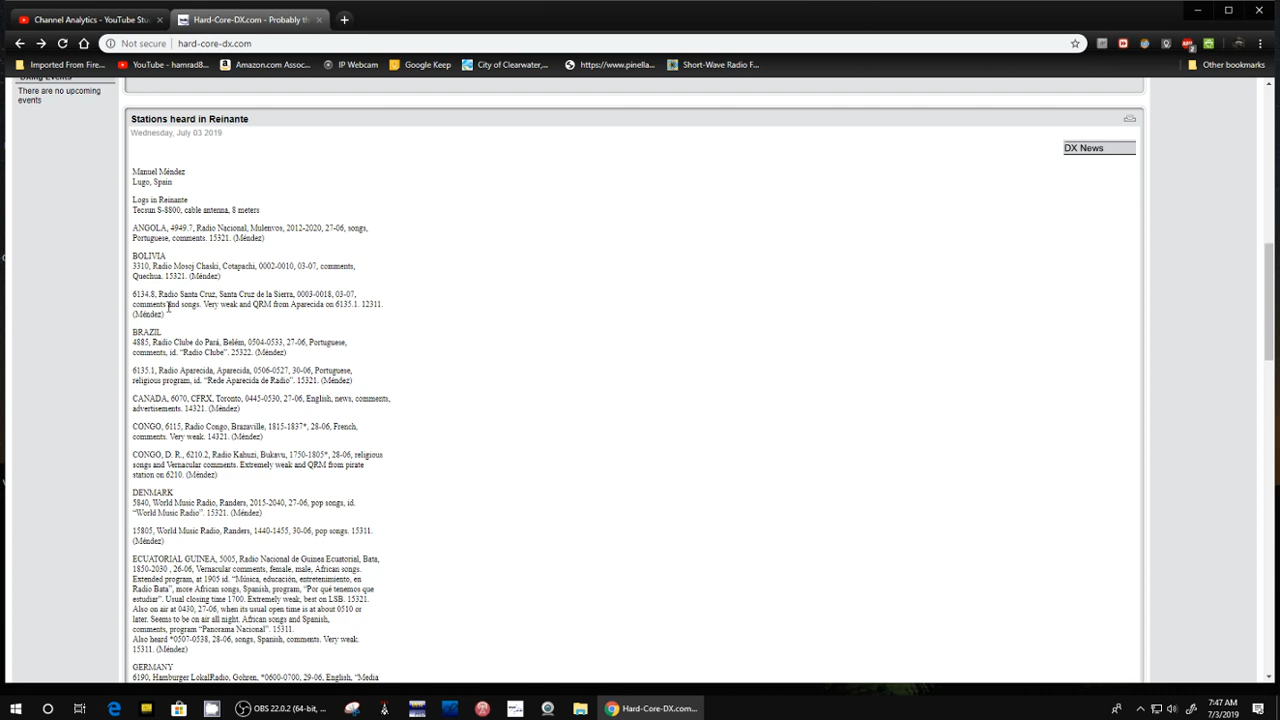 Channel Analytics - YouTube Stu
Hard-Core-DX.com - Probably th
Not secure | hard-core-dx.com
Imported From Fire...
YouTube - hamrad8...
Amazon.com Assoc...
IP Webcam
Google Keep
City of Clearwater,...
https://www.pinella...
Short-Wave Radio F...
Other bookmarks
DXing Events
There are no upcoming
events
Stations heard in Reinante
Wednesday, July 03 2019
DX News
Manuel Méndez
Lugo, Spain
Logs in Reinante
Tecsun S-8800, cable antenna, 8 meters
ANGOLA, 4949.7, Radio Nacional, Mulenvos, 2012-2020, 27-06, songs,
Portuguese, comments. 15321. (Méndez)
BOLIVIA
3310, Radio Mosoj Chaski, Cotapachi, 0002-0010, 03-07, comments,
Quechua. 15321. (Méndez)
6134.8, Radio Santa Cruz, Santa Cruz de la Sierra, 0003-0018, 03-07,
comments and songs. Very weak and QRM from Aparecida on 6135.1. 12311.
(Méndez)
BRAZIL
4885, Radio Clube do Pará, Belém, 0504-0533, 27-06, Portuguese,
comments, id. “Radio Clube”. 25322. (Méndez)
6135.1, Radio Aparecida, Aparecida, 0506-0527, 30-06, Portuguese,
religious program, id. “Rede Aparecida de Radio”. 15321. (Méndez)
CANADA, 6070, CFRX, Toronto, 0445-0530, 27-06, English, news, comments,
advertisements. 14321. (Méndez)
CONGO, 6115, Radio Congo, Brazaville, 1815-1837*, 28-06, French,
comments. Very weak. 14321. (Méndez)
CONGO, D. R., 6210.2, Radio Kahuzi, Bukavu, 1750-1805*, 28-06, religious
songs and Vernacular comments. Extremely weak and QRM from pirate
station on 6210. (Méndez)
DENMARK
5840, World Music Radio, Randers, 2015-2040, 27-06, pop songs, id.
“World Music Radio”. 15321. (Méndez)
15805, World Music Radio, Randers, 1440-1455, 30-06, pop songs. 15311.
(Méndez)
ECUATORIAL GUINEA, 5005, Radio Nacional de Guinea Ecuatorial, Bata,
1850-2030 , 26-06, Vernacular comments, female, male, African songs.
Extended program, at 1905 id. “Música, educación, entretenimiento, en
Radio Bata”, more African songs, Spanish, program, “Por qué tenemos que
estudiar”. Usual closing time 1700. Extremely weak, best on LSB. 15321.
Also on air at 0430, 27-06, when its usual open time is at about 0510 or
later. Seems to be on air all night. African songs and Spanish,
comments, program “Panorama Nacional”. 15311.
Also heard *0507-0538, 28-06, songs, Spanish, comments. Very weak.
15311. (Méndez)
GERMANY
6190, Hamburger LokalRadio, Gohren, *0600-0700, 29-06, English, “Media
OBS 22.0.2 (64-bit, ...
Hard-Core-DX.com...
7:47 AM
7/3/2019